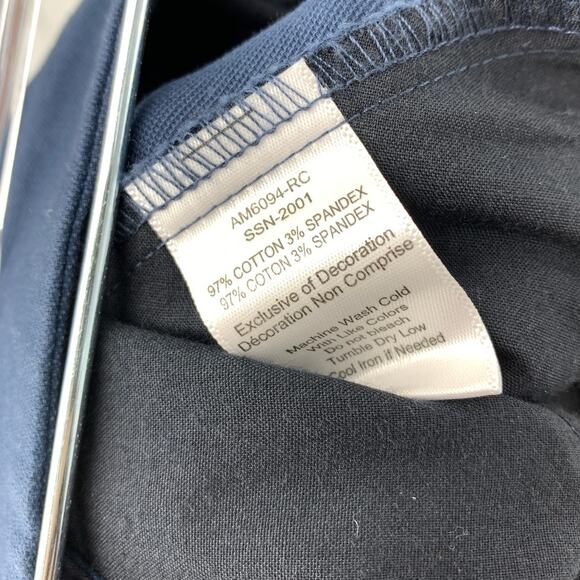 AM6094-RC
SSN-2001
97% COTTON 3% SPANDEX
97% COTON 3% SPANDEX
Exclusive of Decoration
Décoration Non Comprise
Machine Wash Cold
With Like Colors
Do not bleach
Tumble Dry Low
Cool Iron if Needed